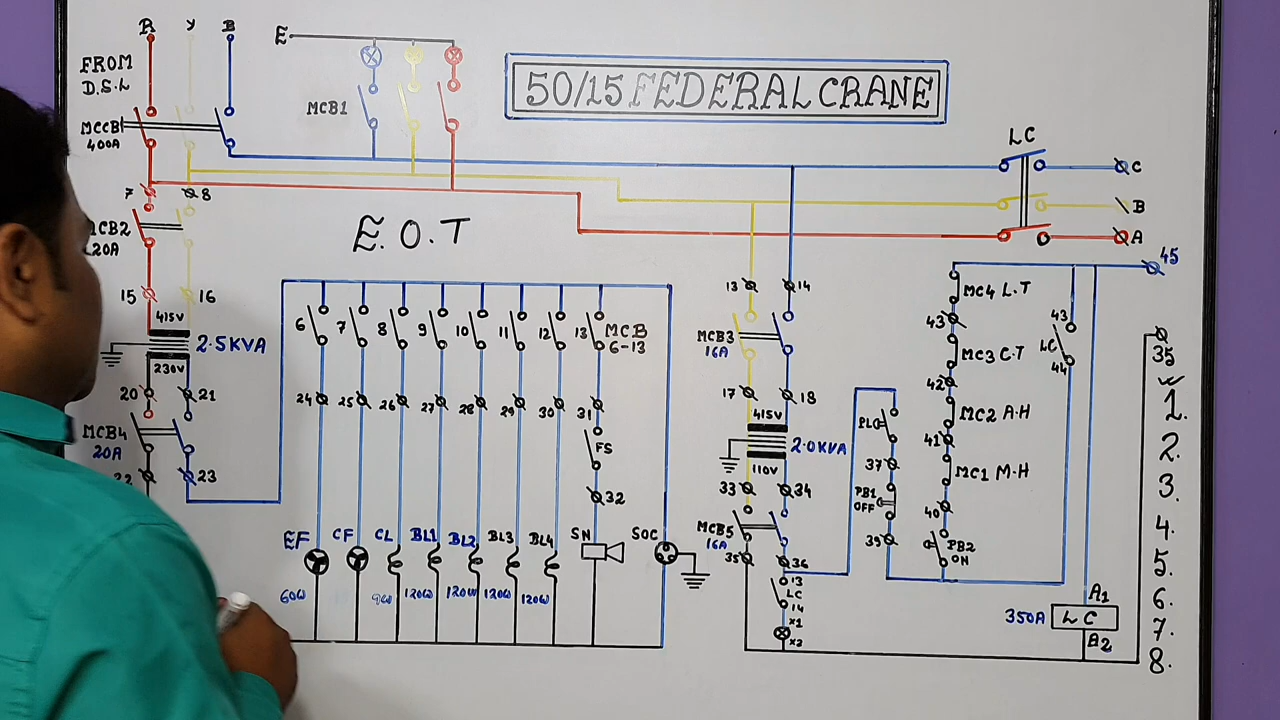 R Y B
E
FROM
D.S.L
MCB1
50/15 FEDERAL CRANE
MCCB
400A
LC
C
B
A
7 8
MCB2
20A
E.O.T
15 16
415V
2.5KVA
230V
20 21
MCB4
20A
22 23
6 7 8 9 10 11 12 13 MCB
6-13
24 25 26 27 28 29 30 31
FS
32
EF CF CL BL1 BL2 BL3 BL4 SN SOC
60W 9W 120W 120W 120W 120W
13 14
MCB3
16A
17 18
415V
2.0KVA
110V
33 34
MCB5
16A
35 36
13
LC
14
X1
X2
37
PB1
OFF
39
45
MC4 L.T
43
MC3 C.T
42
MC2 A.H
41
MC1 M.H
40
PB2
ON
43
LC
44
A1
350A LC
A2
35
1.
2.
3.
4.
5.
6.
7.
8.